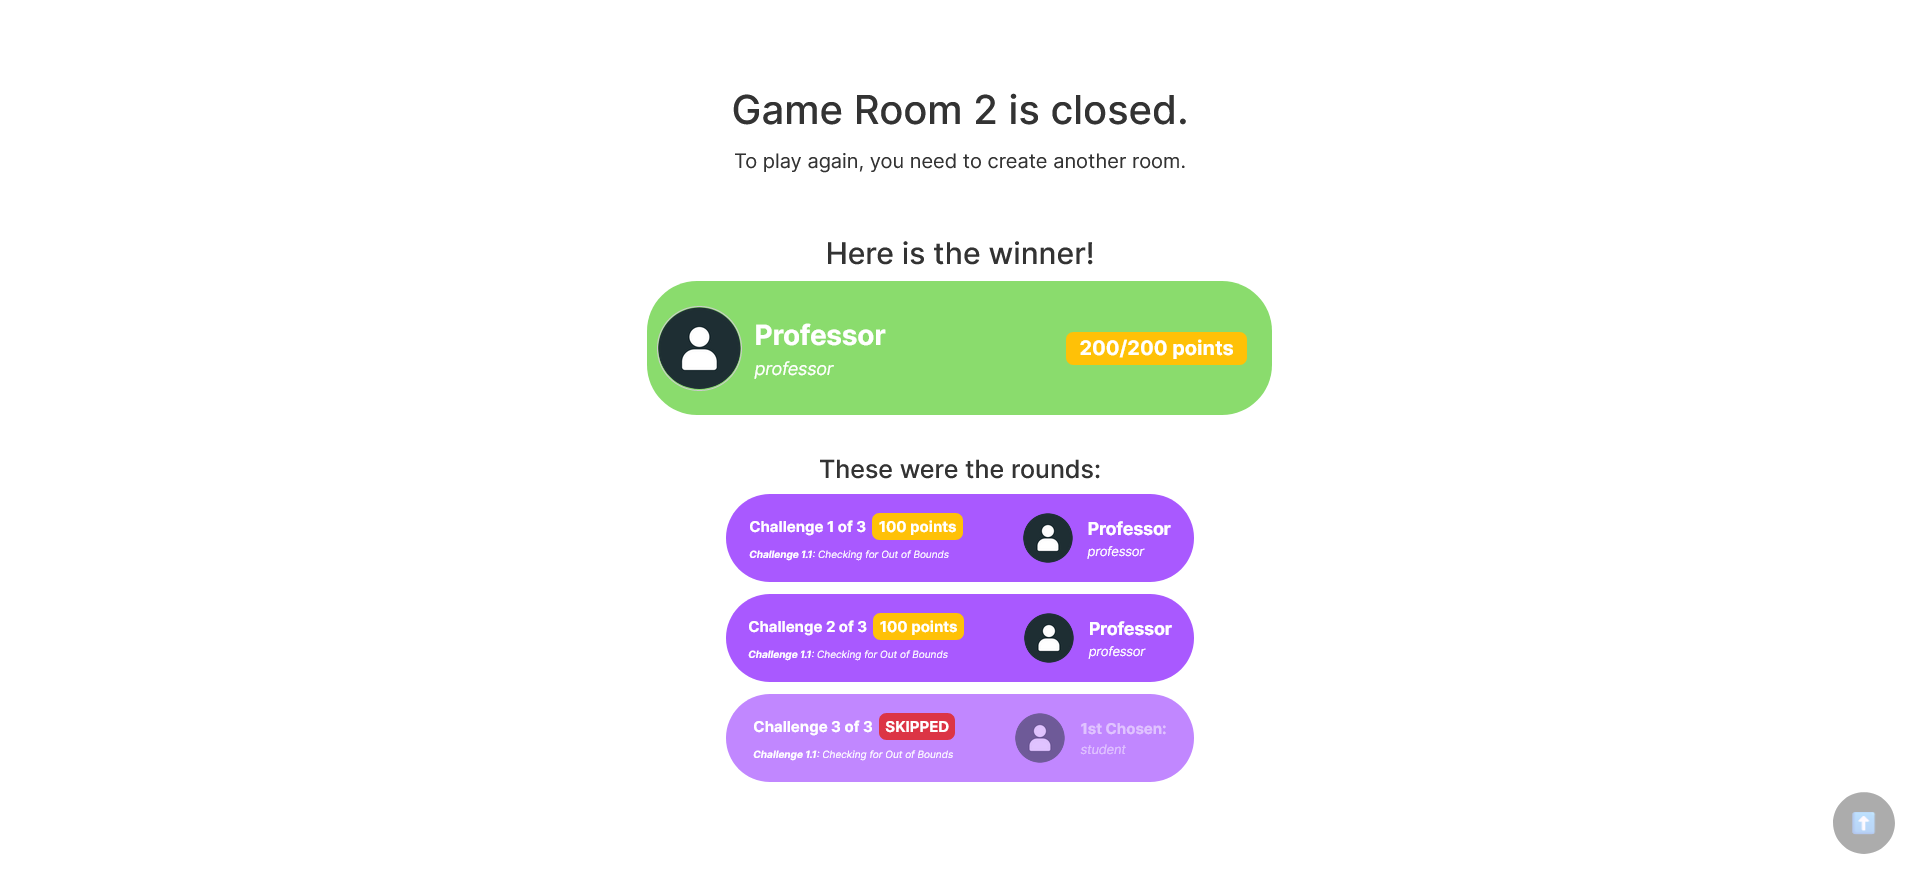 Game Room 2 is closed.
To play again, you need to create another room.
Here is the winner!
Professor
professor
200/200 points
These were the rounds:
Challenge 1 of 3 100 points
Challenge 1.1: Checking for Out of Bounds
Professor
professor
Challenge 2 of 3 100 points
Challenge 1.1: Checking for Out of Bounds
Professor
professor
Challenge 3 of 3 SKIPPED
Challenge 1.1: Checking for Out of Bounds
1st Chosen:
student